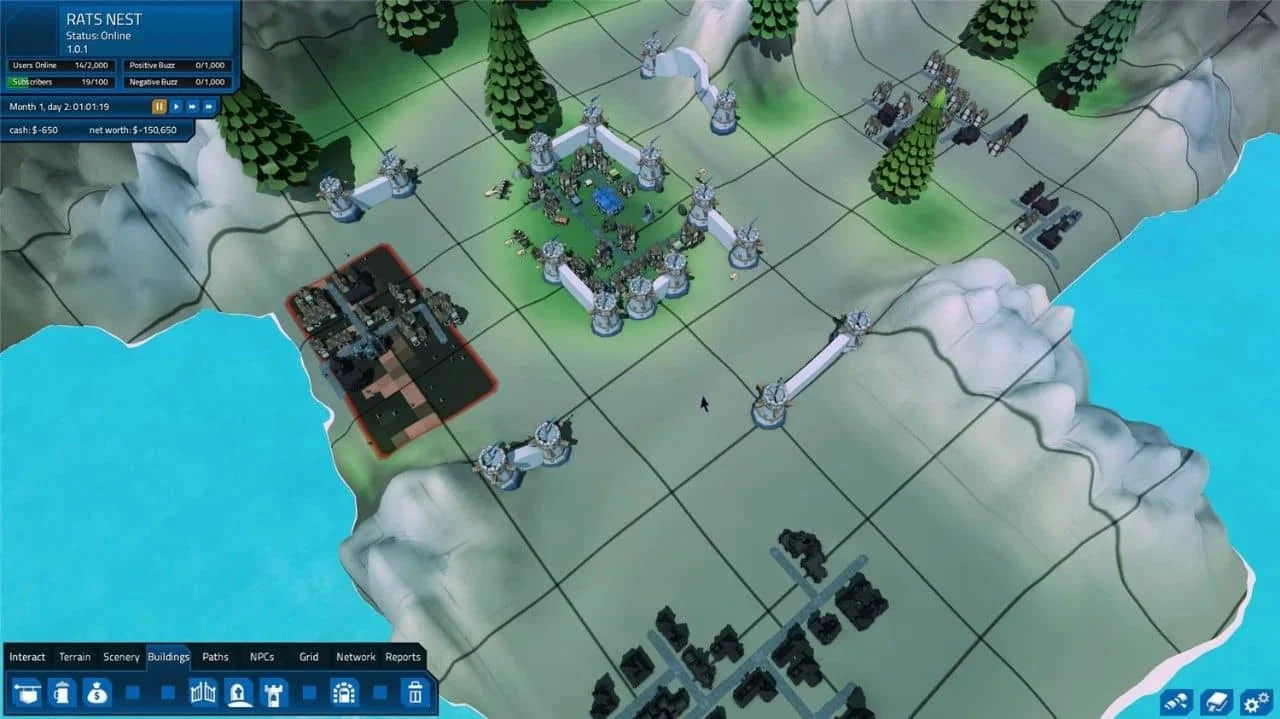 RATS NEST
Status: Online
1.0.1
Users Online 14/2,000 Positive Buzz 0/1,000
Subscribers 19/100 Negative Buzz 0/1,000
Month 1, day 2: 01:01:19
cash: $-650 net worth: $-150,650
Interact Terrain Scenery Buildings Paths NPCs Grid Network Reports